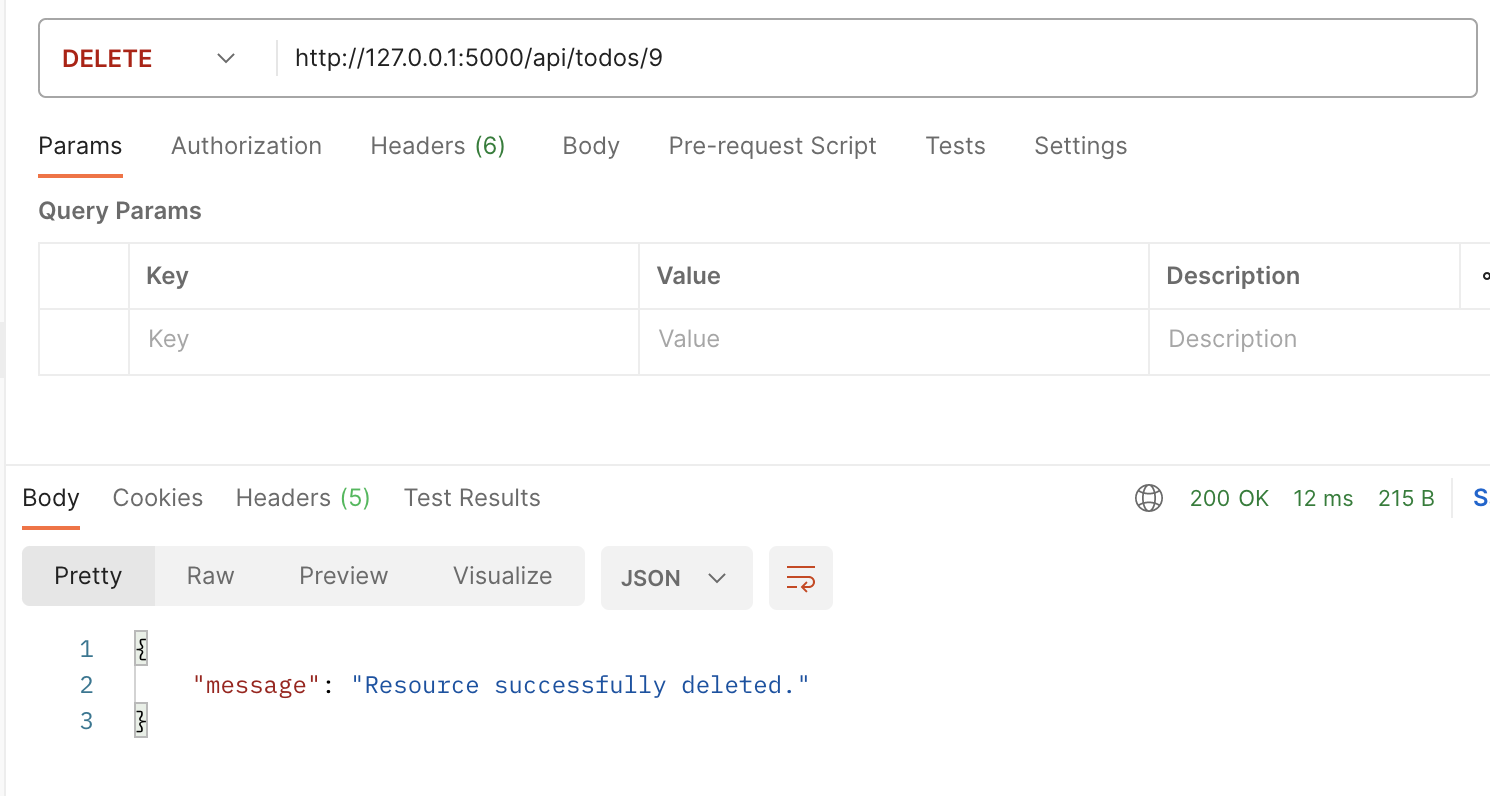 DELETE http://127.0.0.1:5000/api/todos/9
Params Authorization Headers (6) Body Pre-request Script Tests Settings
Query Params
Key Value Description
Key Value Description
Body Cookies Headers (5) Test Results 200 OK 12 ms 215 B S
Pretty Raw Preview Visualize JSON
1 {
2 "message": "Resource successfully deleted."
3 }